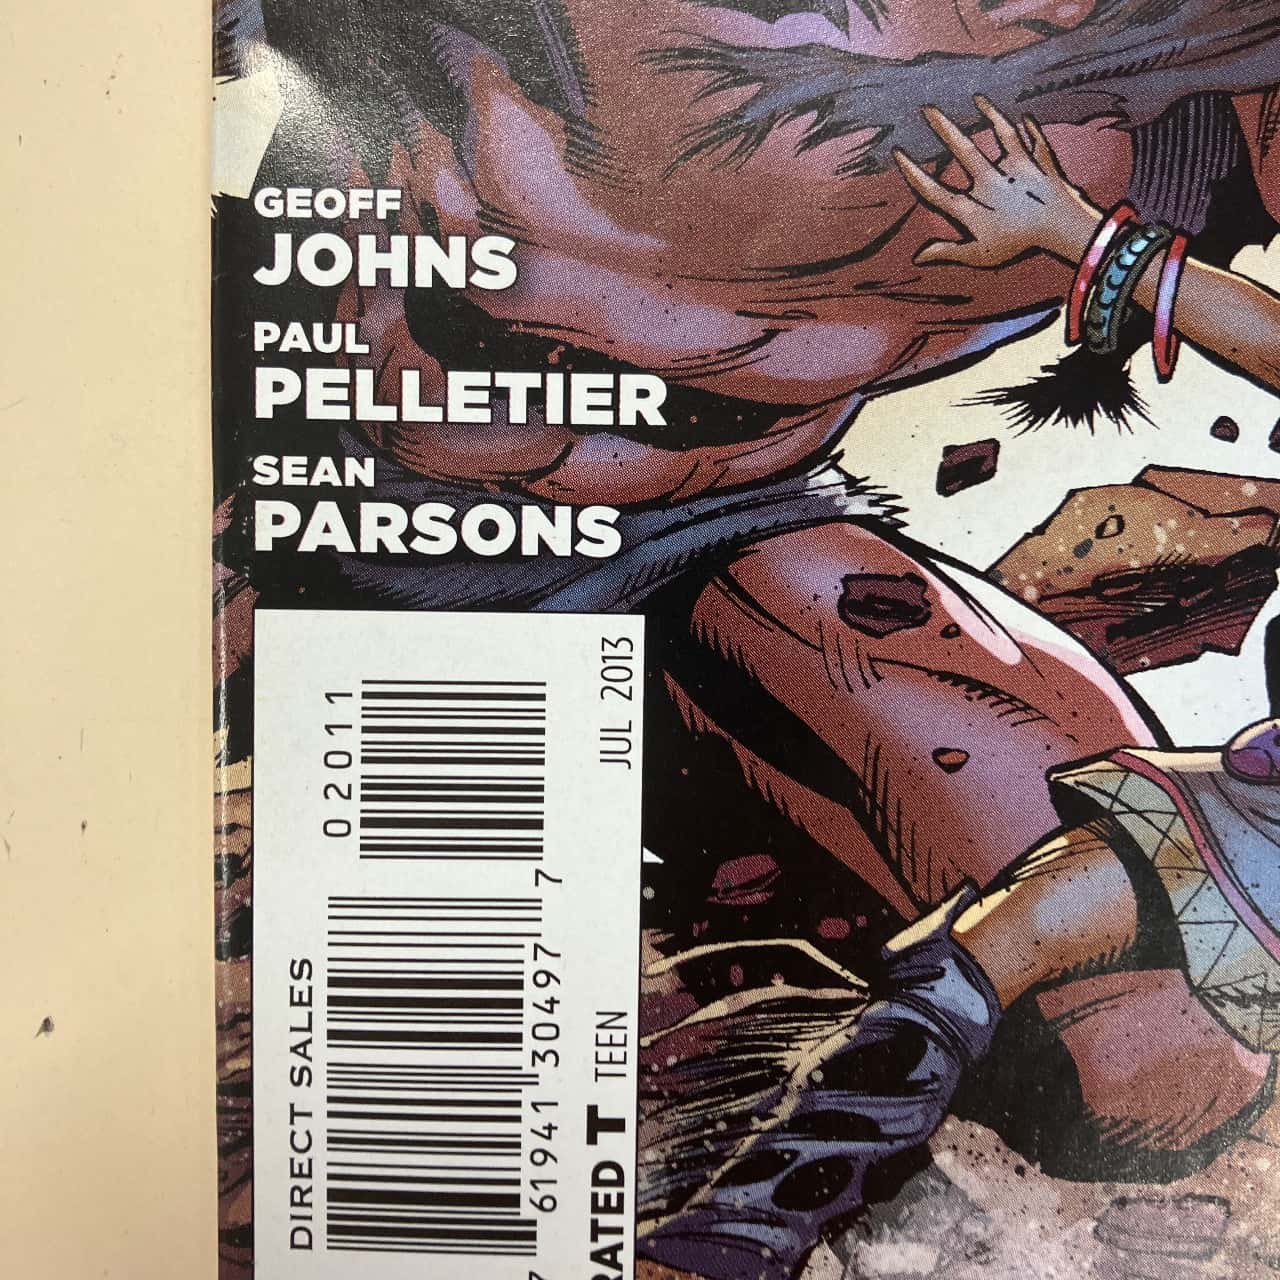 GEOFF
JOHNS
PAUL
PELLETIER
SEAN
PARSONS
02011
JUL 2013
DIRECT SALES
7 61941 30497 7
RATED T TEEN